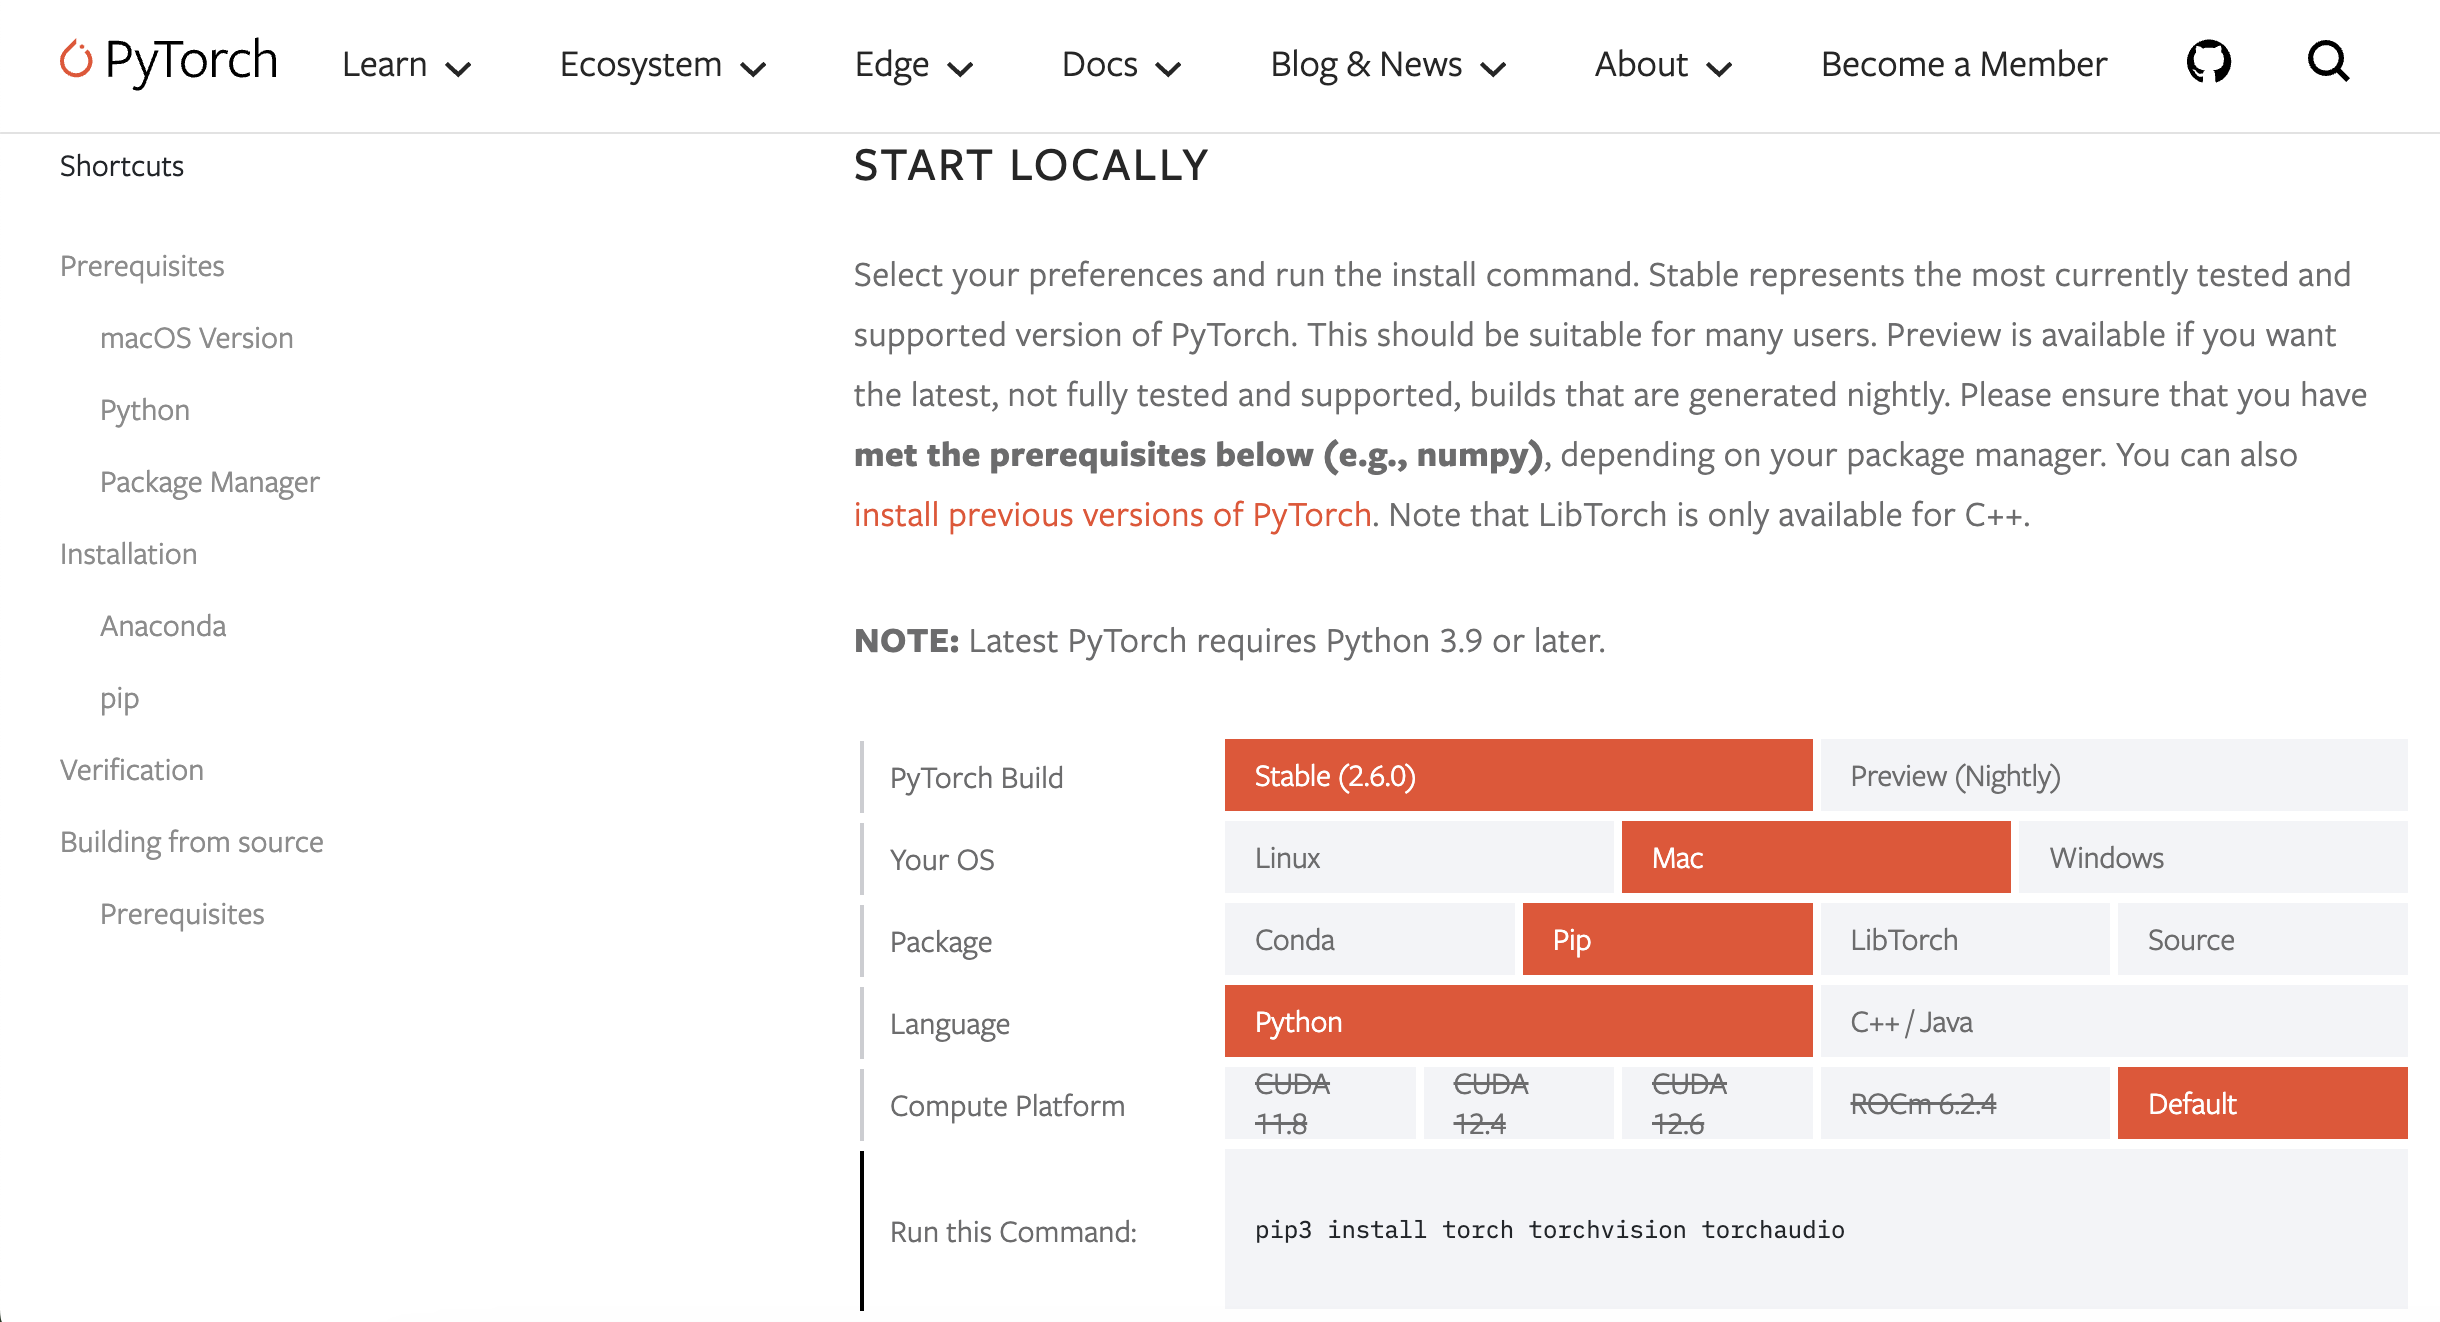 PyTorch
Learn
Ecosystem
Edge
Docs
Blog & News
About
Become a Member
Shortcuts
Prerequisites
macOS Version
Python
Package Manager
Installation
Anaconda
pip
Verification
Building from source
Prerequisites
START LOCALLY
Select your preferences and run the install command. Stable represents the most currently tested and
supported version of PyTorch. This should be suitable for many users. Preview is available if you want
the latest, not fully tested and supported, builds that are generated nightly. Please ensure that you have
met the prerequisites below (e.g., numpy), depending on your package manager. You can also
install previous versions of PyTorch. Note that LibTorch is only available for C++.
NOTE: Latest PyTorch requires Python 3.9 or later.
PyTorch Build
Stable (2.6.0)
Preview (Nightly)
Your OS
Linux
Mac
Windows
Package
Conda
Pip
LibTorch
Source
Language
Python
C++ / Java
Compute Platform
CUDA
11.8
CUDA
12.4
CUDA
12.6
ROCm 6.2.4
Default
Run this Command:
pip3 install torch torchvision torchaudio